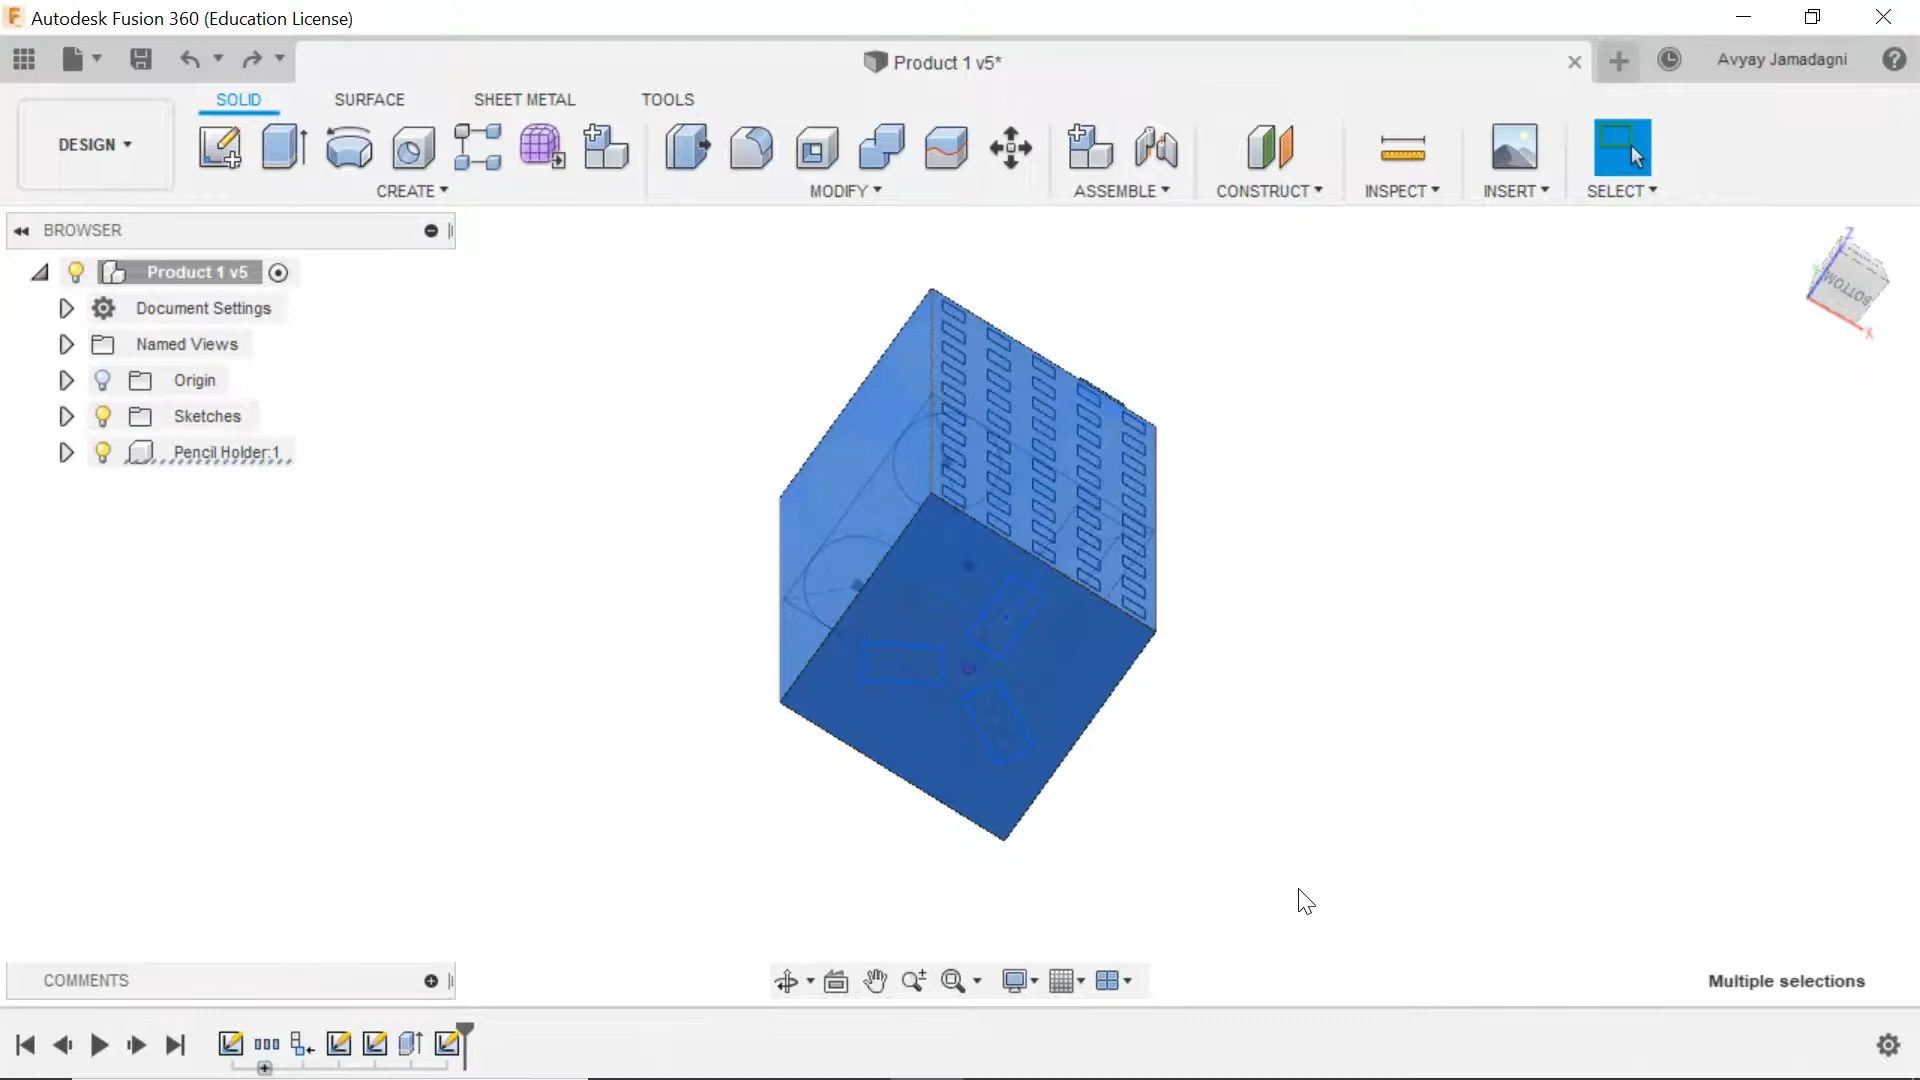 Autodesk Fusion 360 (Education License)
Product 1 v5*
Avyay Jamadagni
SOLID SURFACE SHEET METAL TOOLS
DESIGN
CREATE MODIFY ASSEMBLE CONSTRUCT INSPECT INSERT SELECT
BROWSER
Product 1 v5
Document Settings
Named Views
Origin
Sketches
Pencil Holder:1
Z
BOTTOM
X
COMMENTS
Multiple selections